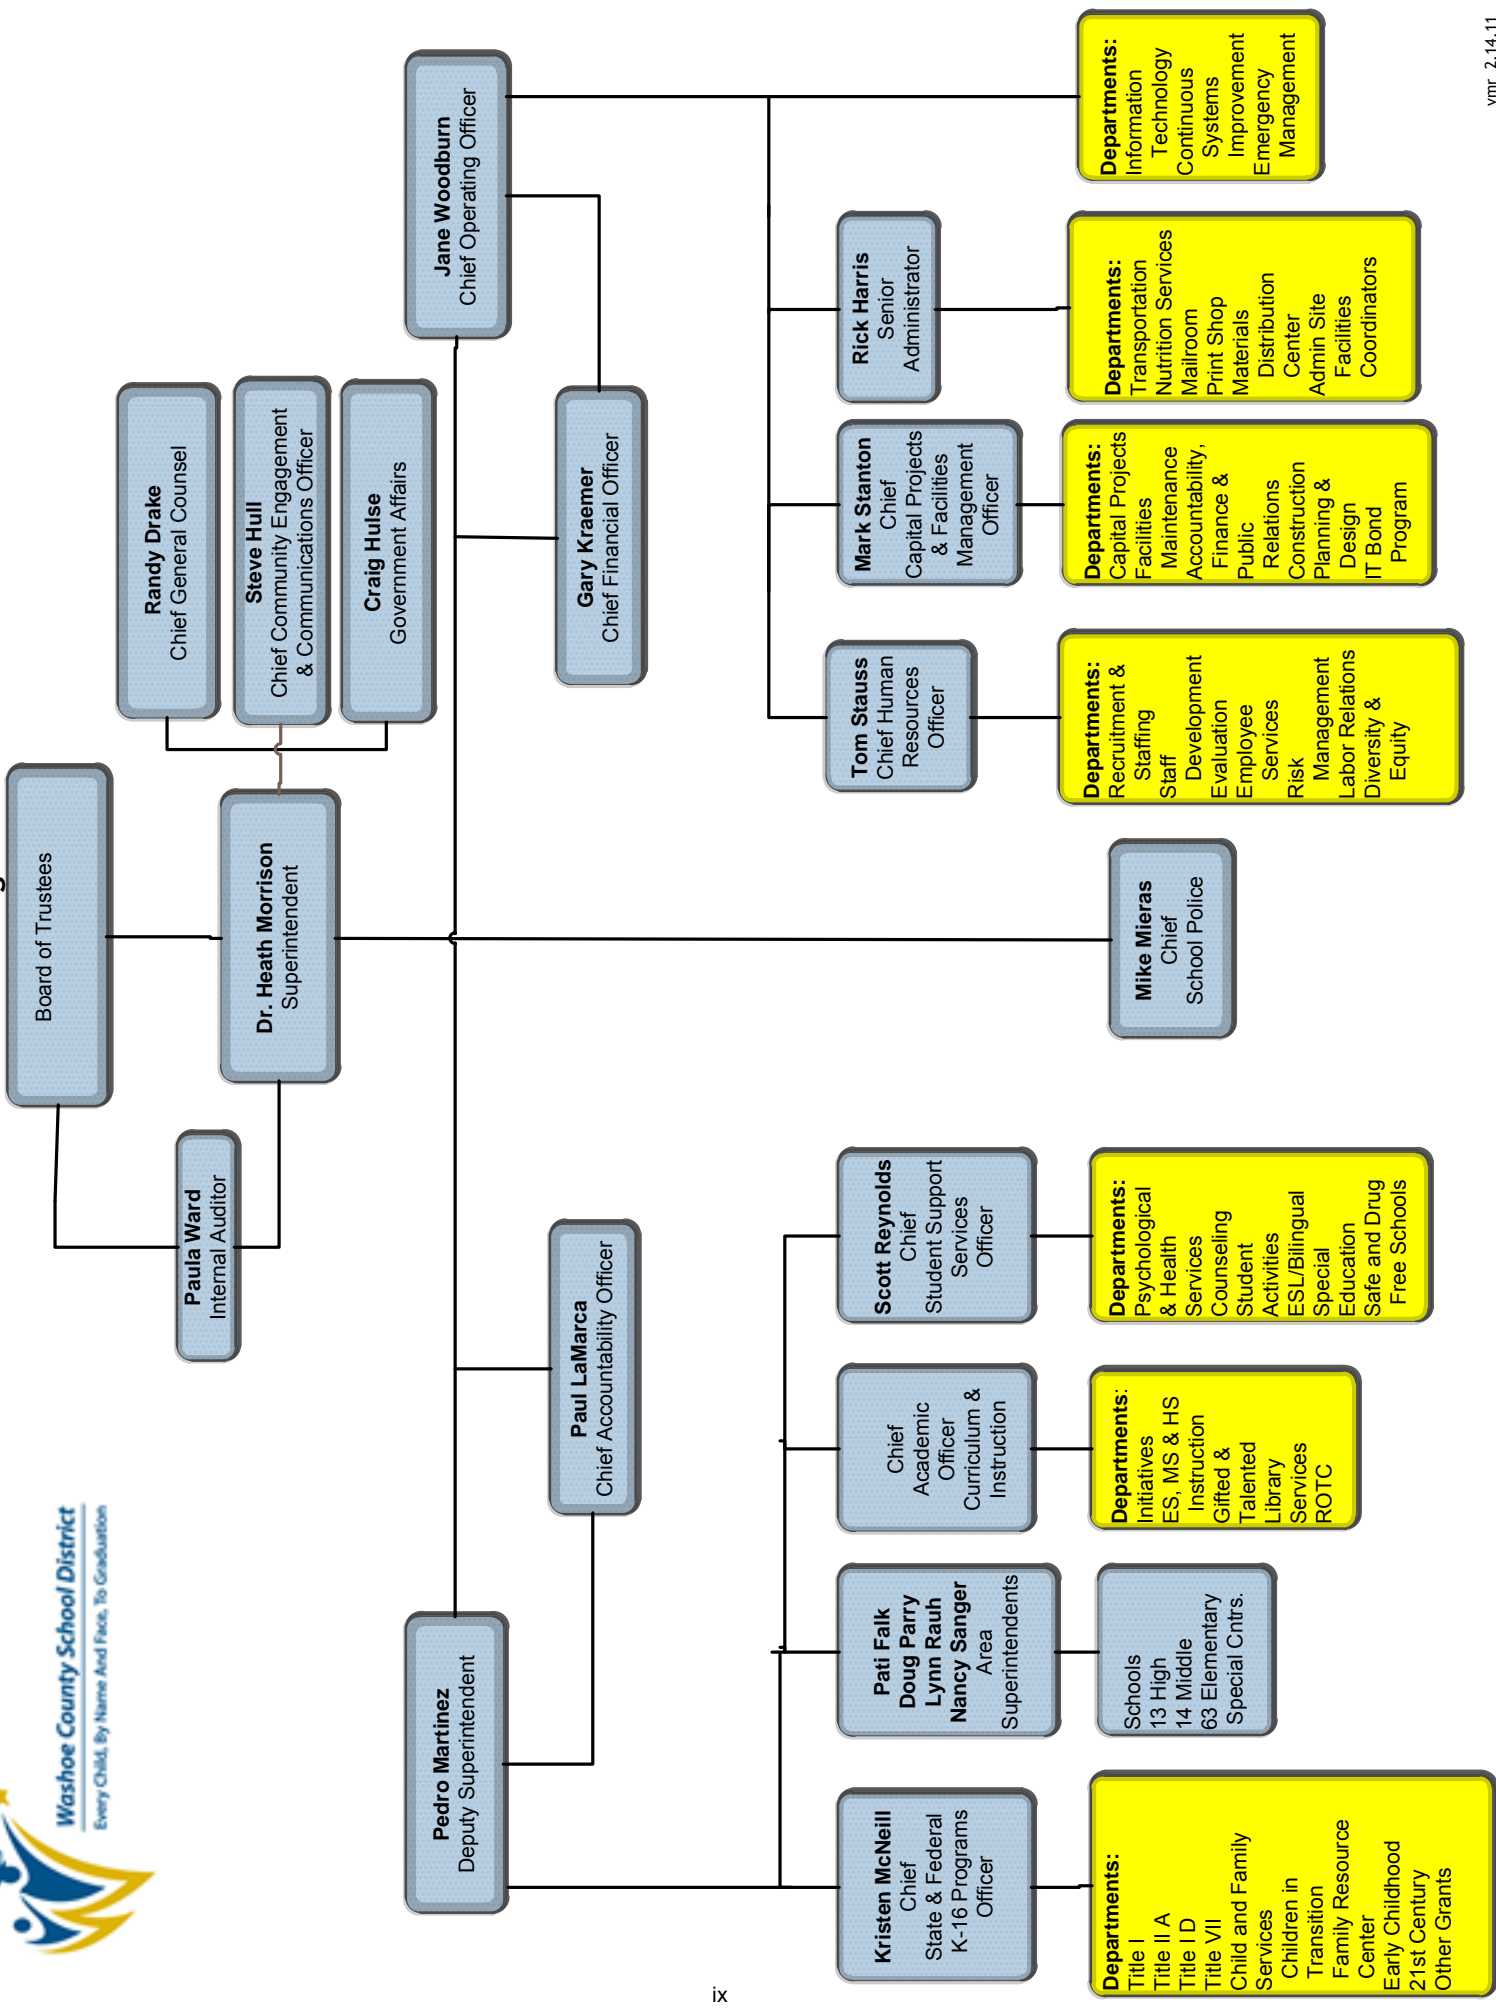 Washoe County School District
Every Child, By Name And Face, To Graduation
Board of Trustees
Paula Ward
Internal Auditor
Dr. Heath Morrison
Superintendent
Randy Drake
Chief General Counsel
Steve Hull
Chief Community Engagement
& Communications Officer
Craig Hulse
Government Affairs
Pedro Martinez
Deputy Superintendent
Jane Woodburn
Chief Operating Officer
Paul LaMarca
Chief Accountability Officer
Gary Kraemer
Chief Financial Officer
Kristen McNeill
Chief
State & Federal
K-16 Programs
Officer
Pati Falk
Doug Parry
Lynn Rauh
Nancy Sanger
Area
Superintendents
Chief
Academic
Officer
Curriculum &
Instruction
Scott Reynolds
Chief
Student Support
Services
Officer
Tom Stauss
Chief Human
Resources
Officer
Mark Stanton
Chief
Capital Projects
& Facilities
Management
Officer
Rick Harris
Senior
Administrator
Departments:
Title I
Title II A
Title I D
Title VII
Child and Family
Services
Children in
Transition
Family Resource
Center
Early Childhood
21st Century
Other Grants
Schools
13 High
14 Middle
63 Elementary
Special Cntrs.
Departments:
Initiatives
ES, MS & HS
Instruction
Gifted &
Talented
Library
Services
ROTC
Departments:
Psychological
& Health
Services
Counseling
Student
Activities
ESL/Bilingual
Special
Education
Safe and Drug
Free Schools
Mike Mieras
Chief
School Police
Departments:
Recruitment &
Staffing
Staff
Development
Evaluation
Employee
Services
Risk
Management
Labor Relations
Diversity &
Equity
Departments:
Capital Projects
Facilities
Maintenance
Accountability,
Finance &
Public
Relations
Construction
Planning &
Design
IT Bond
Program
Departments:
Transportation
Nutrition Services
Mailroom
Print Shop
Materials
Distribution
Center
Admin Site
Facilities
Coordinators
Departments:
Information
Technology
Continuous
Systems
Improvement
Emergency
Management
vmr 2.14.11
ix